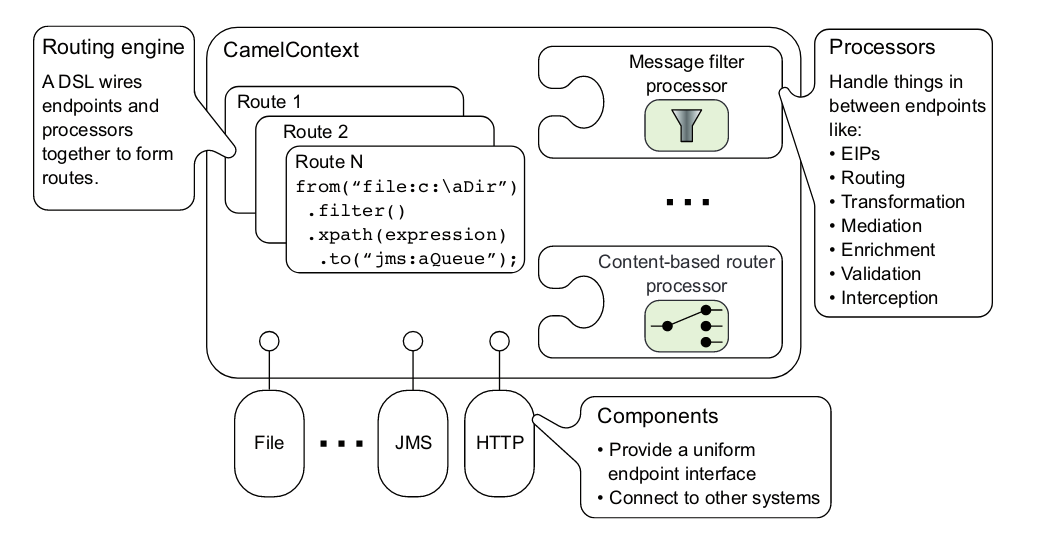 Routing engine
A DSL wires
endpoints and
processors
together to form
routes.
CamelContext
Route 1
Route 2
Route N
from(“file:c:\aDir”)
.filter()
.xpath(expression)
.to(“jms:aQueue”);
Message filter
processor
...
Content-based router
processor
Processors
Handle things in
between endpoints
like:
• EIPs
• Routing
• Transformation
• Mediation
• Enrichment
• Validation
• Interception
File
...
JMS
HTTP
Components
• Provide a uniform
endpoint interface
• Connect to other systems